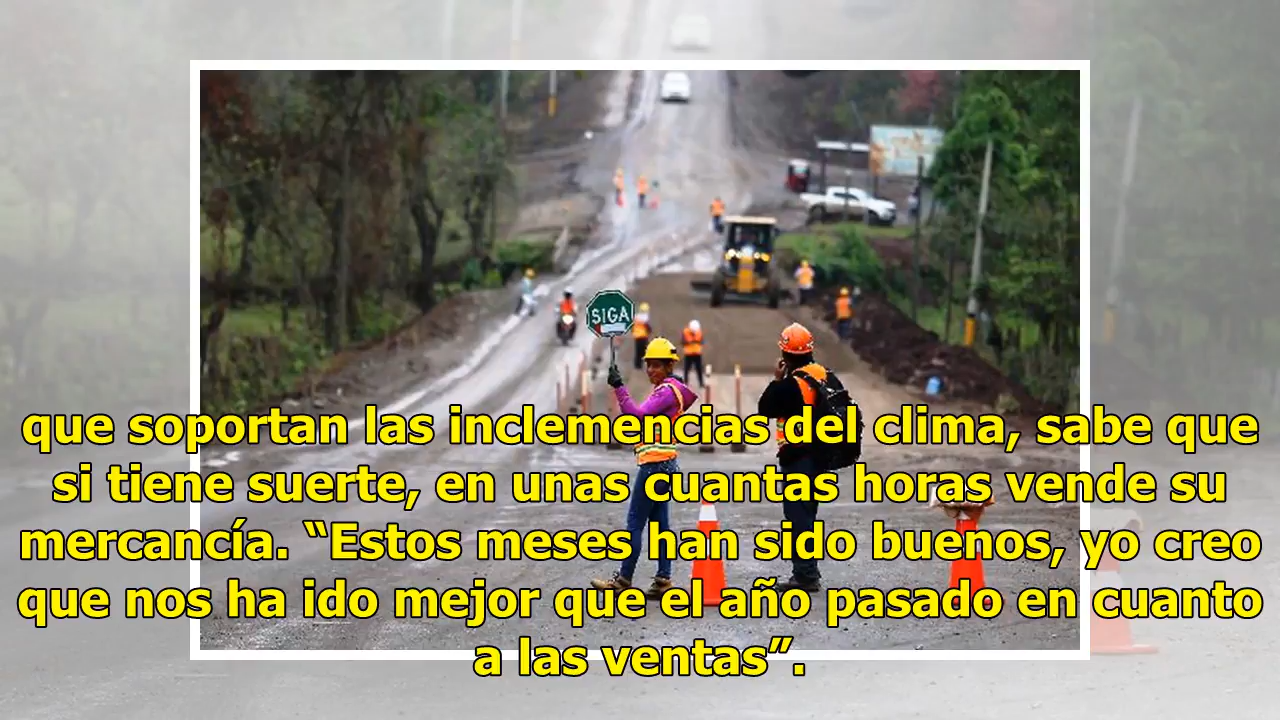 SIGA
que soportan las inclemencias del clima, sabe que
si tiene suerte, en unas cuantas horas vende su
mercancía. “Estos meses han sido buenos, yo creo
que nos ha ido mejor que el año pasado en cuanto
a las ventas”.